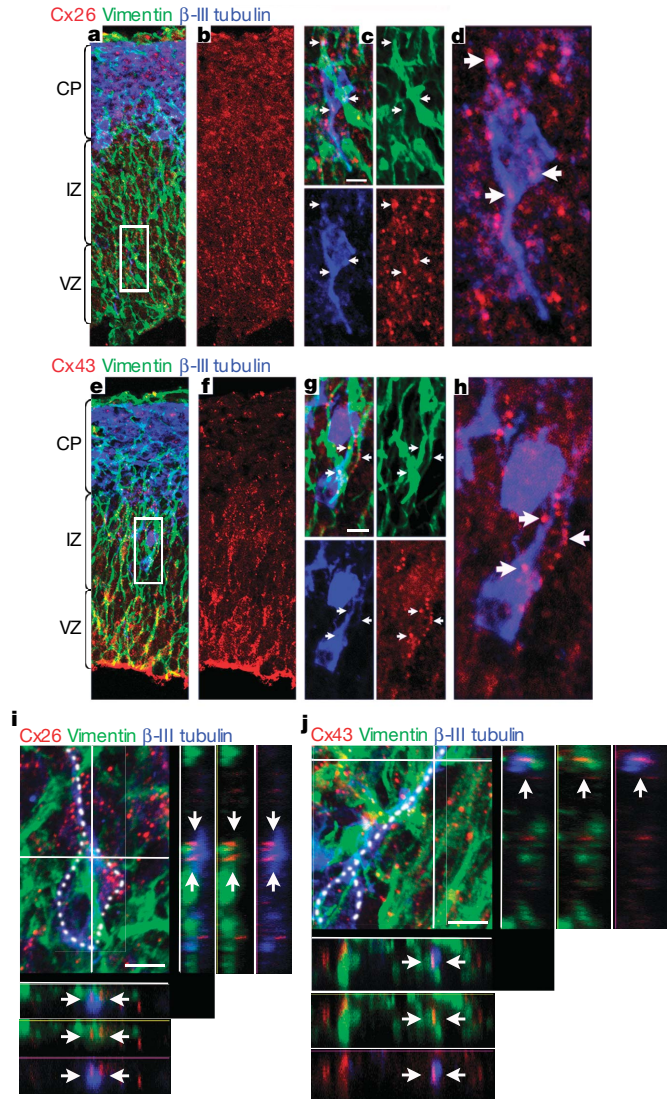 Cx26 Vimentin β-III tubulin
a
b
c
d
CP
IZ
VZ
Cx43 Vimentin β-III tubulin
e
f
g
h
CP
IZ
VZ
i
Cx26 Vimentin β-III tubulin
j
Cx43 Vimentin β-III tubulin